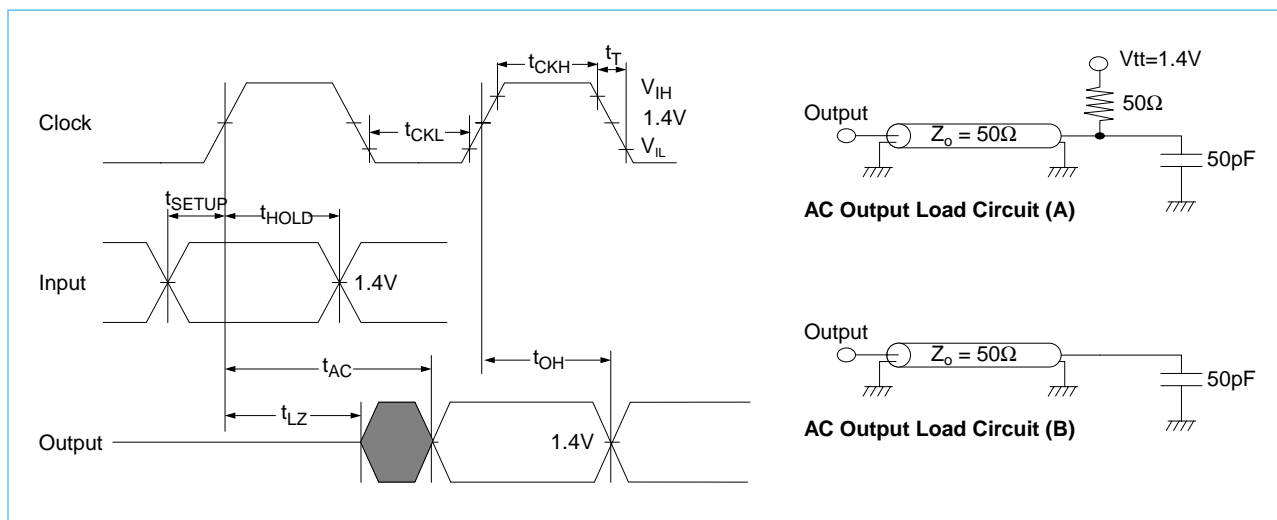 tCKH
tT
VIH
1.4V
VIL
Clock
tCKL
tSETUP
tHOLD
Input
1.4V
tAC
tOH
tLZ
Output
1.4V
Vtt=1.4V
50Ω
Output
Zo = 50Ω
50pF
AC Output Load Circuit (A)
Output
Zo = 50Ω
50pF
AC Output Load Circuit (B)